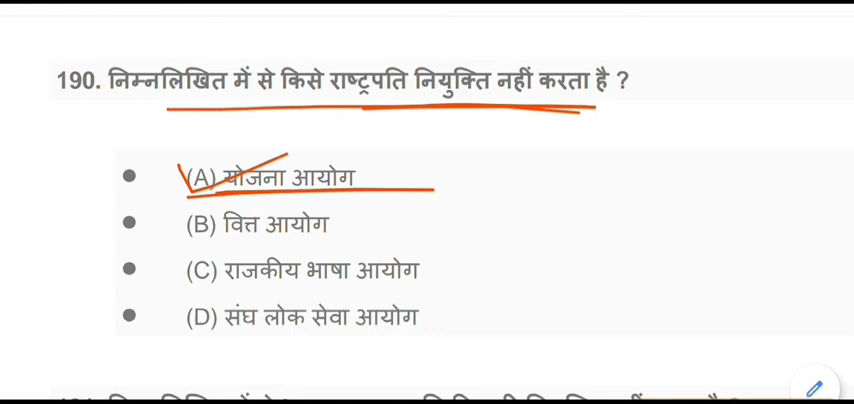 190. निम्नलिखित में से किसे राष्ट्रपति नियुक्ति नहीं करता है ?
(A) योजना आयोग
(B) वित्त आयोग
(C) राजकीय भाषा आयोग
(D) संघ लोक सेवा आयोग